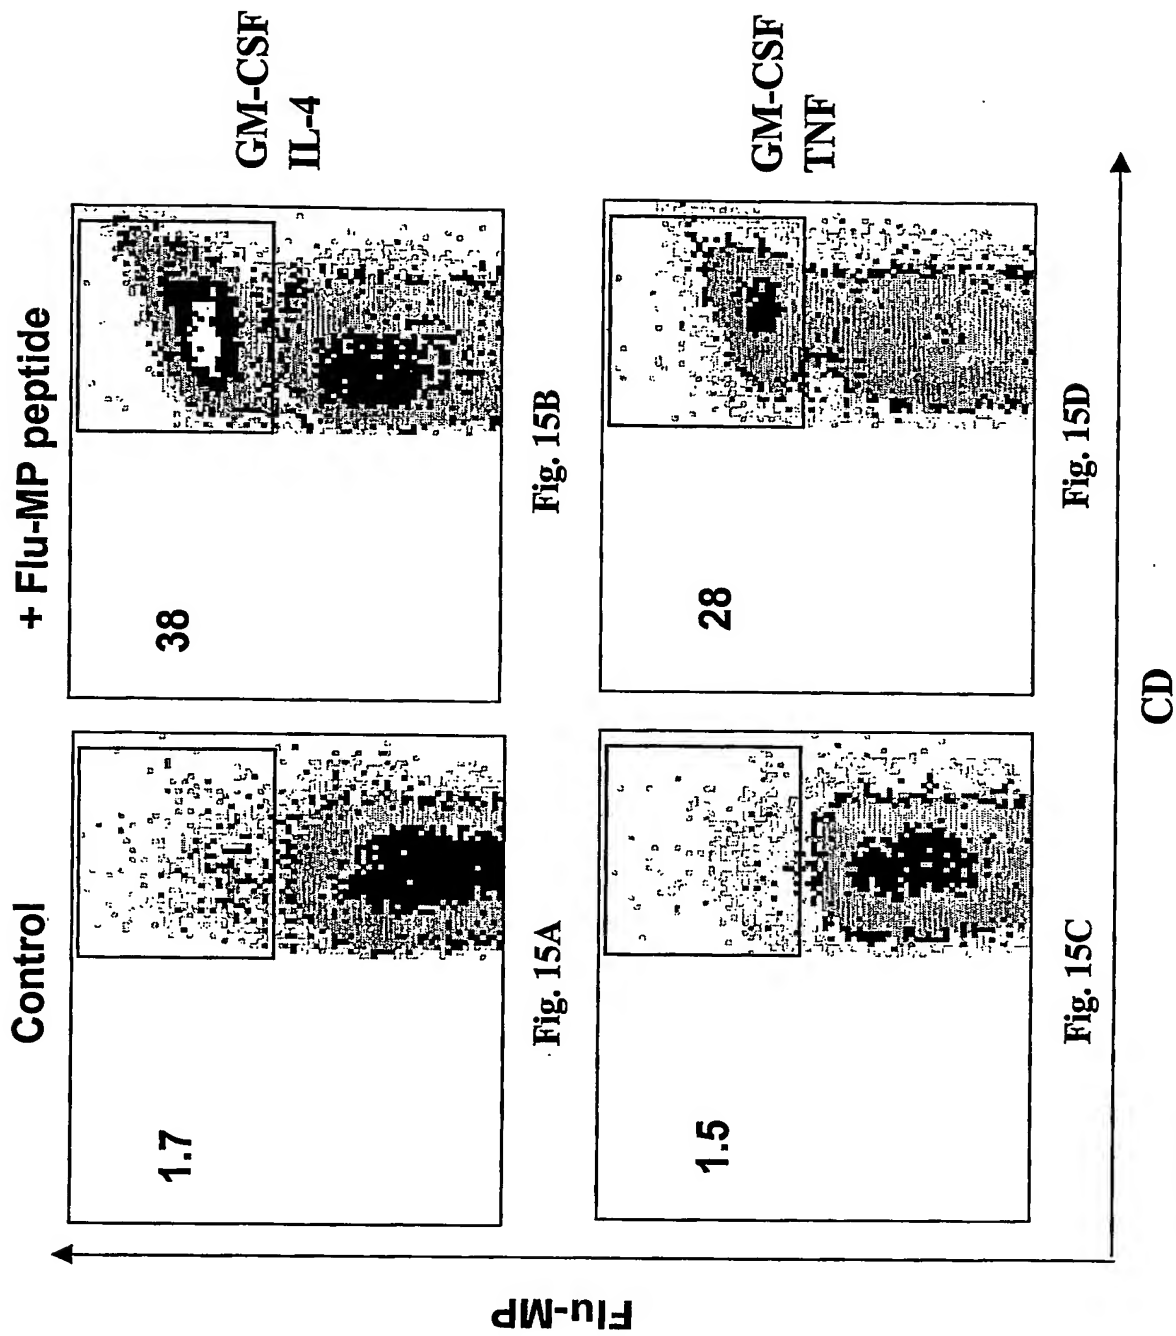 Control
+ Flu-MP peptide
1.7
38
GM-CSF
IL-4
Fig. 15A
Fig. 15B
1.5
28
GM-CSF
TNF
Fig. 15C
Fig. 15D
Flu-MP
CD